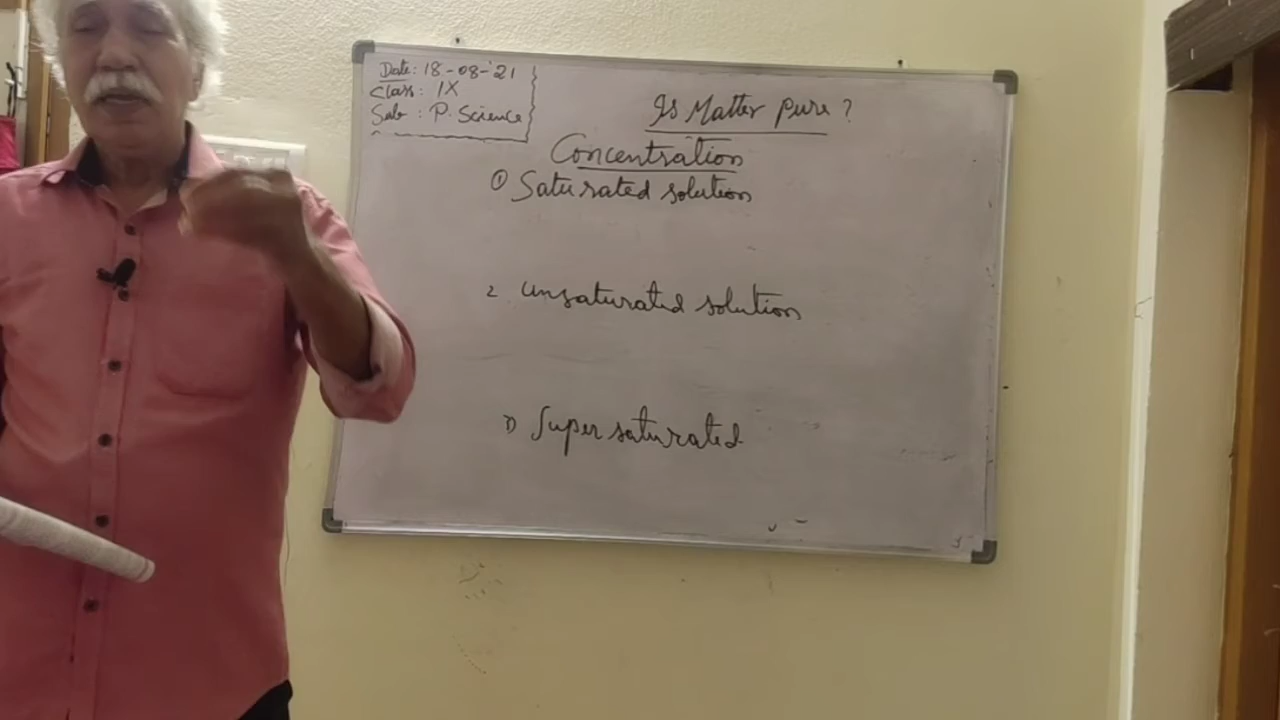 Date: 18-08-'21
Class: IX
Sub: P. Science
Is Matter pure?
Concentration
① Saturated solution
2. Unsaturated solution
3) Super saturated